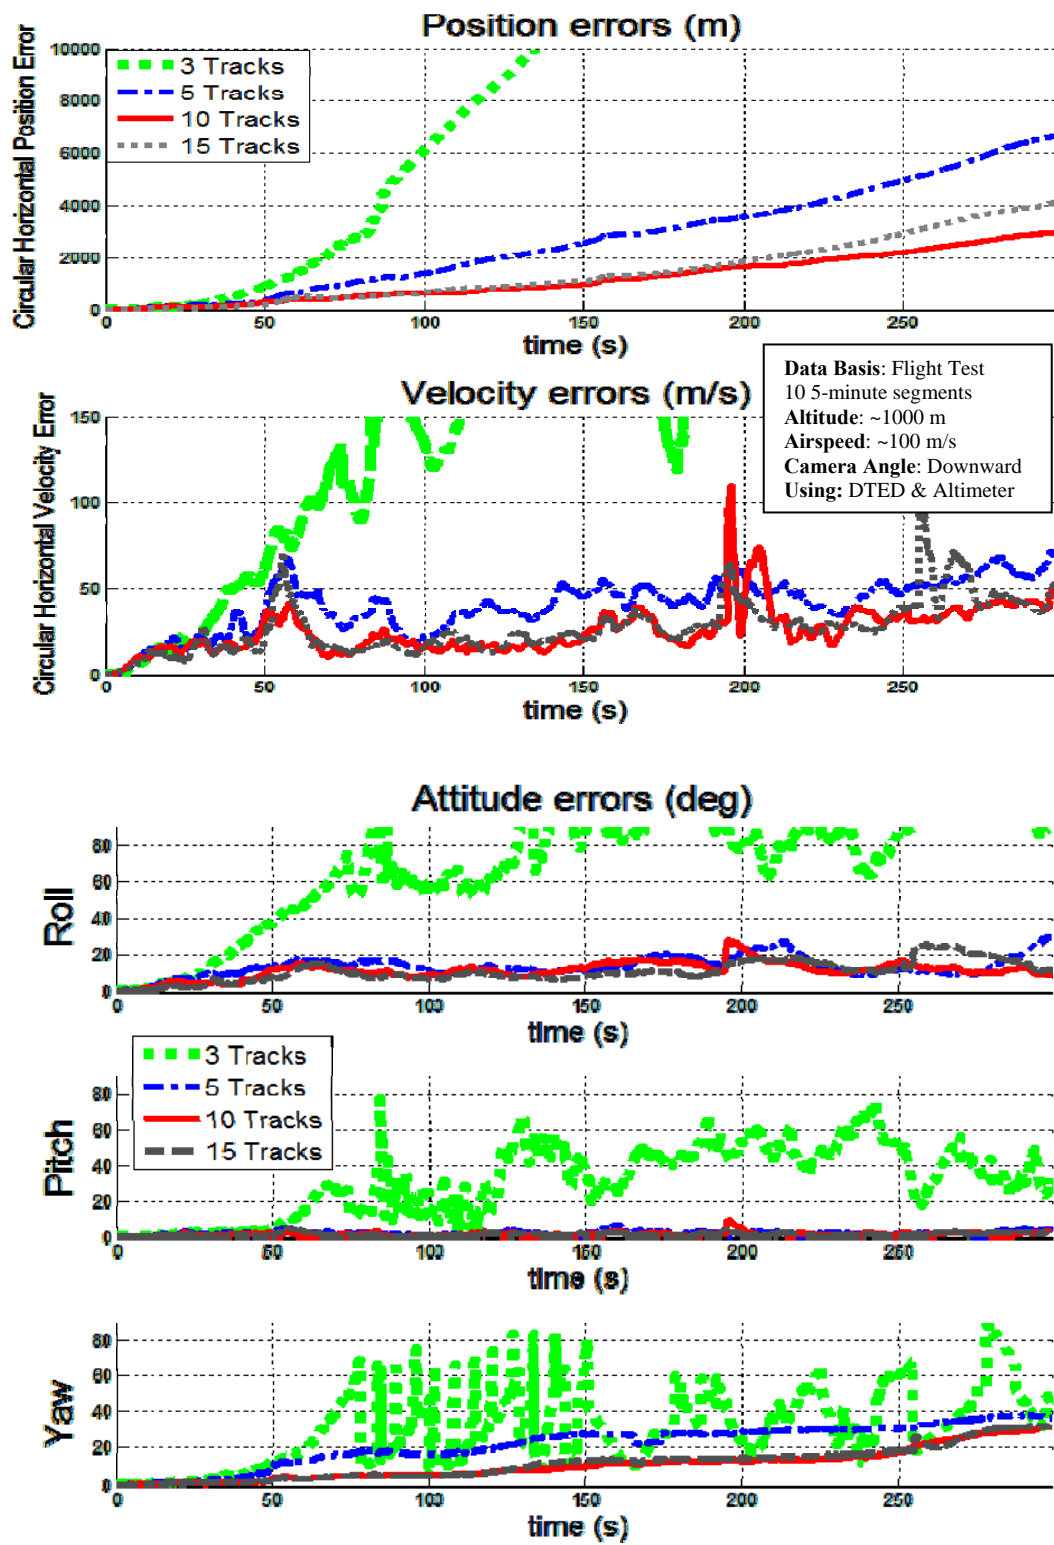 Position errors (m)
Circular Horizontal Position Error
10000
8000
6000
4000
2000
0
3 Tracks
5 Tracks
10 Tracks
15 Tracks
0 50 100 150 200 250
time (s)
Data Basis: Flight Test
10 5-minute segments
Altitude: ~1000 m
Airspeed: ~100 m/s
Camera Angle: Downward
Using: DTED & Altimeter
Velocity errors (m/s)
Circular Horizontal Velocity Error
150
100
50
0
0 50 100 150 200 250
time (s)
Attitude errors (deg)
Roll
80
60
40
20
0
0 50 100 150 200 250
time (s)
3 Tracks
5 Tracks
10 Tracks
15 Tracks
Pitch
80
60
40
20
0
0 50 100 150 200 250
time (s)
Yaw
80
60
40
20
0
0 50 100 150 200 250
time (s)